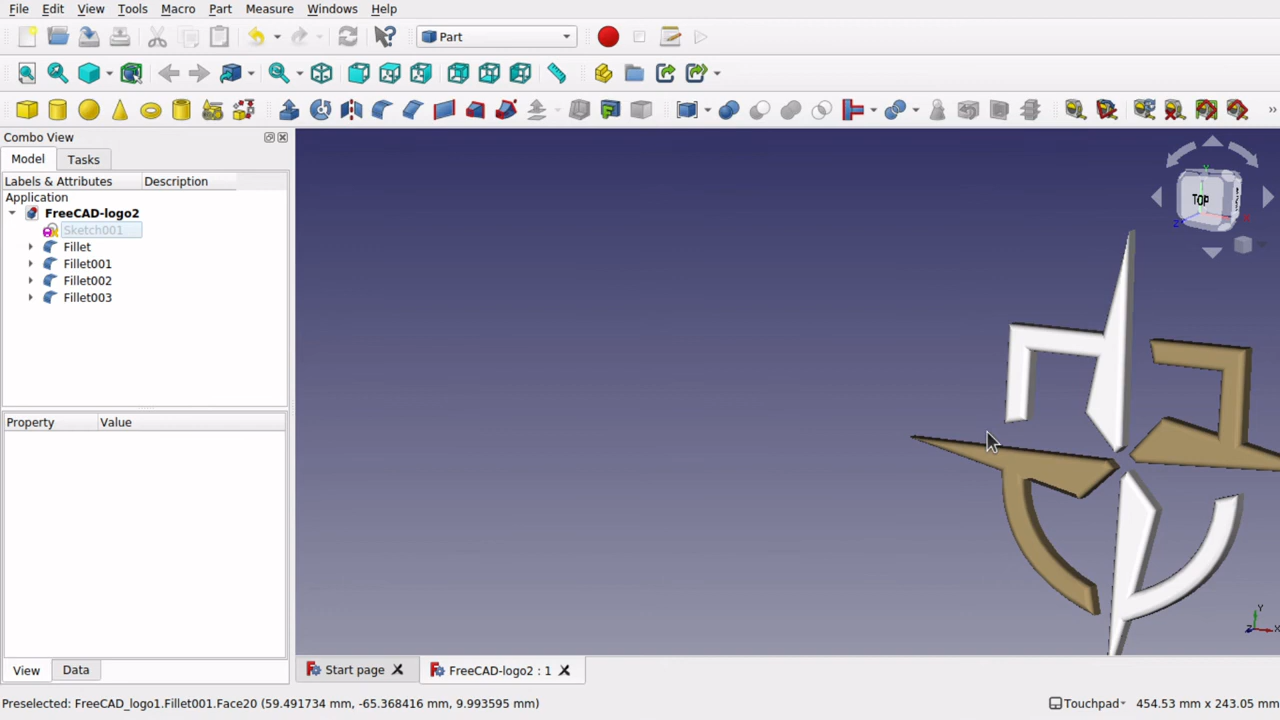 File Edit View Tools Macro Part Measure Windows Help
Part
Combo View
Model Tasks
Labels & Attributes Description
Application
FreeCAD-logo2
Sketch001
Fillet
Fillet001
Fillet002
Fillet003
Property Value
TOP
Y
X
Z
Y
Z X
View Data
Start page FreeCAD-logo2 : 1
Preselected: FreeCAD_logo1.Fillet001.Face20 (59.491734 mm, -65.368416 mm, 9.993595 mm) Touchpad 454.53 mm x 243.05 mm